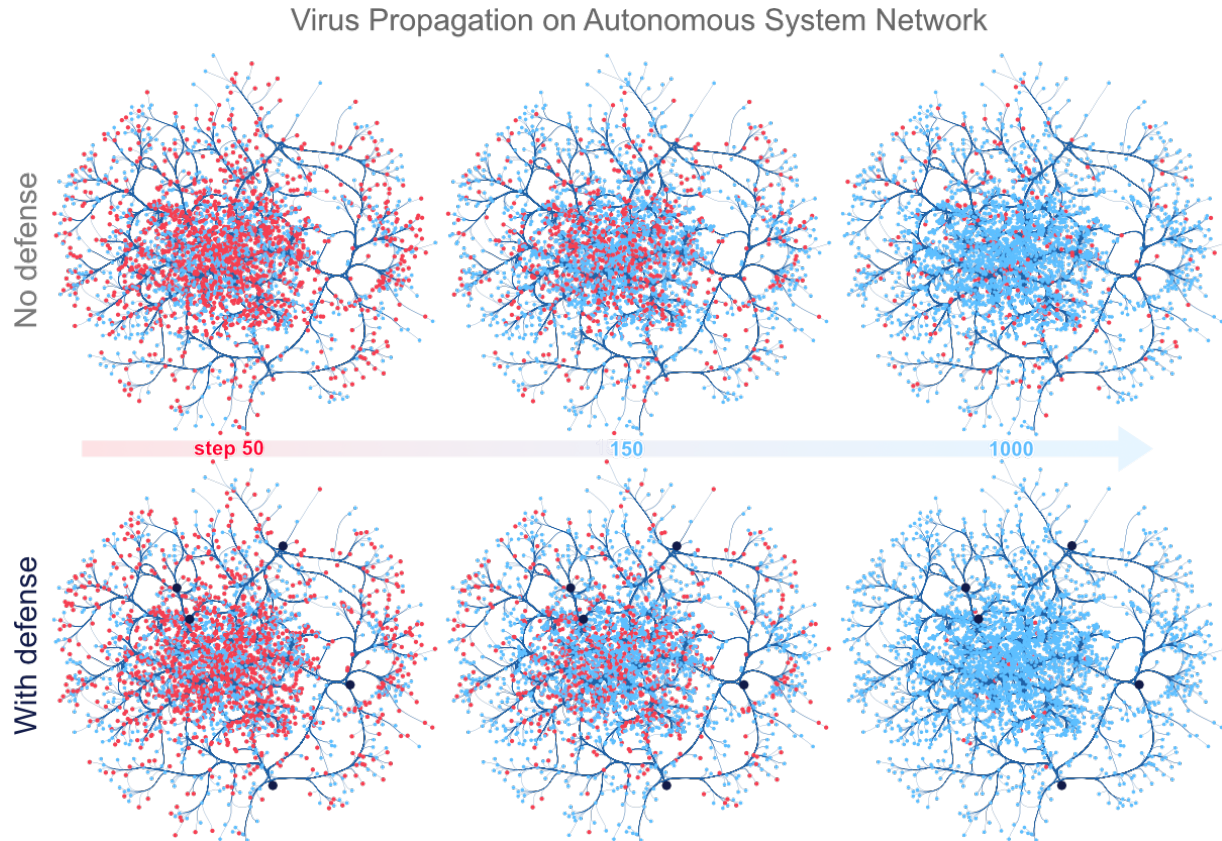 Virus Propagation on Autonomous System Network
No defense
step 50
150
1000
With defense